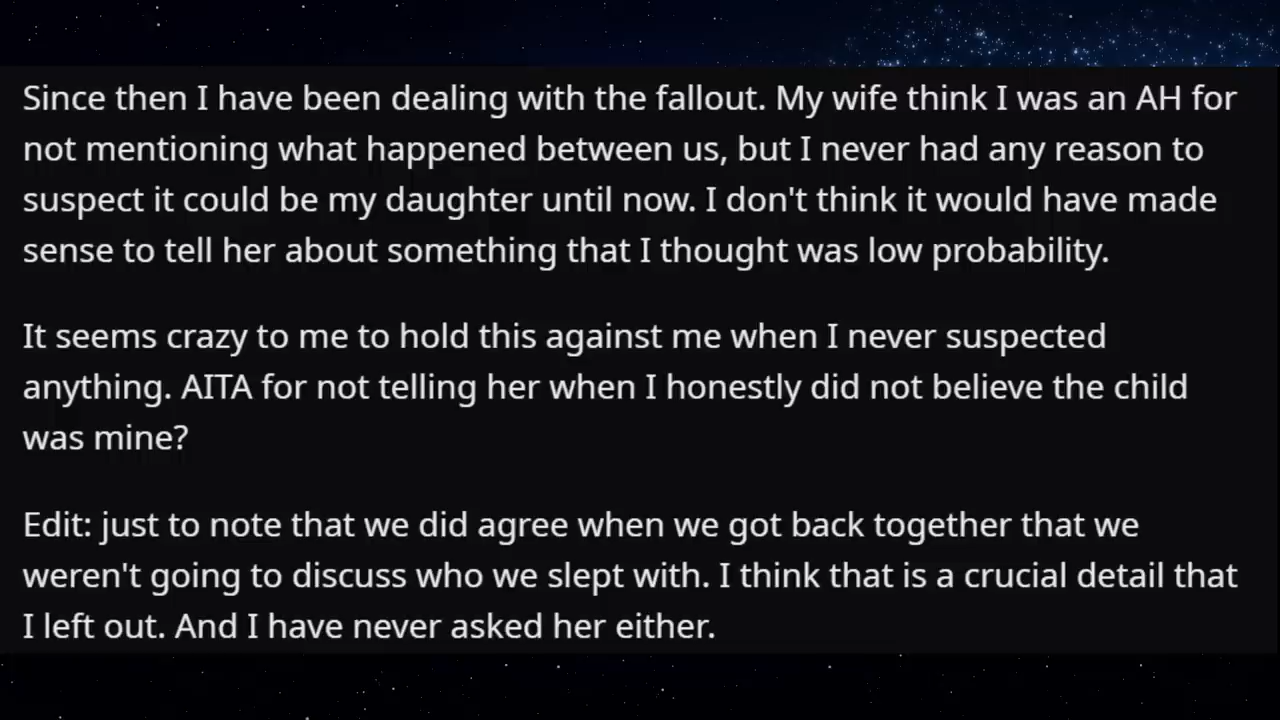 Since then I have been dealing with the fallout. My wife think I was an AH for
not mentioning what happened between us, but I never had any reason to
suspect it could be my daughter until now. I don't think it would have made
sense to tell her about something that I thought was low probability.
It seems crazy to me to hold this against me when I never suspected
anything. AITA for not telling her when I honestly did not believe the child
was mine?
Edit: just to note that we did agree when we got back together that we
weren't going to discuss who we slept with. I think that is a crucial detail that
I left out. And I have never asked her either.